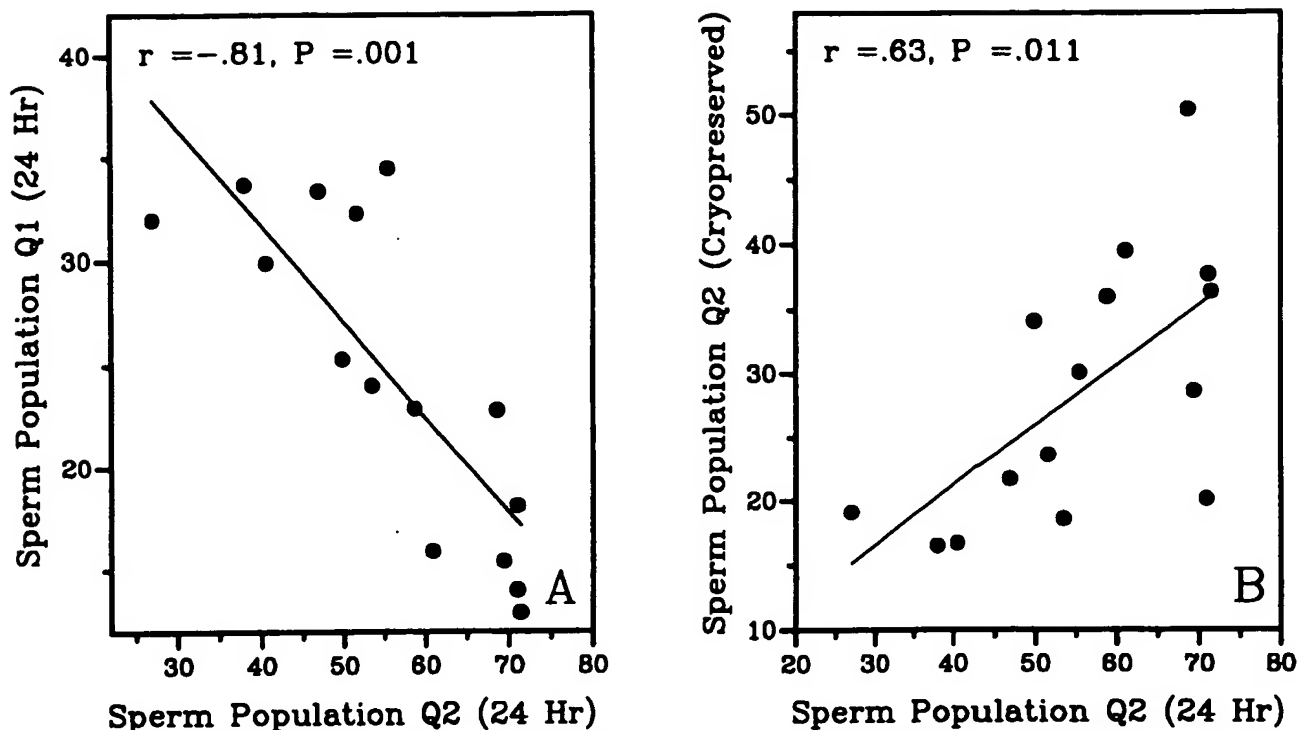 r =-.81, P =.001
Sperm Population Q1 (24 Hr)
40
30
20
A
30 40 50 60 70 80
Sperm Population Q2 (24 Hr)
r =.63, P =.011
Sperm Population Q2 (Cryopreserved)
50
40
30
20
10
B
20 30 40 50 60 70 80
Sperm Population Q2 (24 Hr)